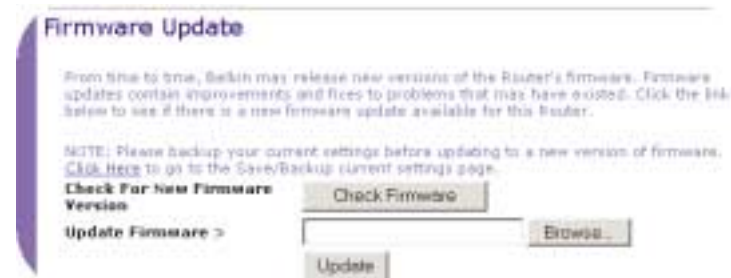 Firmware Update
From time to time, Belkin may release new versions of the Router's firmware. Firmware
updates contain improvements and fixes to problems that may have existed. Click the link
below to see if there is a new firmware update available for this Router.
NOTE: Please backup your current settings before updating to a new version of firmware.
Click Here to go to the Save/Backup current settings page.
Check For New Firmware
Version
Check Firmware
Update Firmware >
Browse...
Update